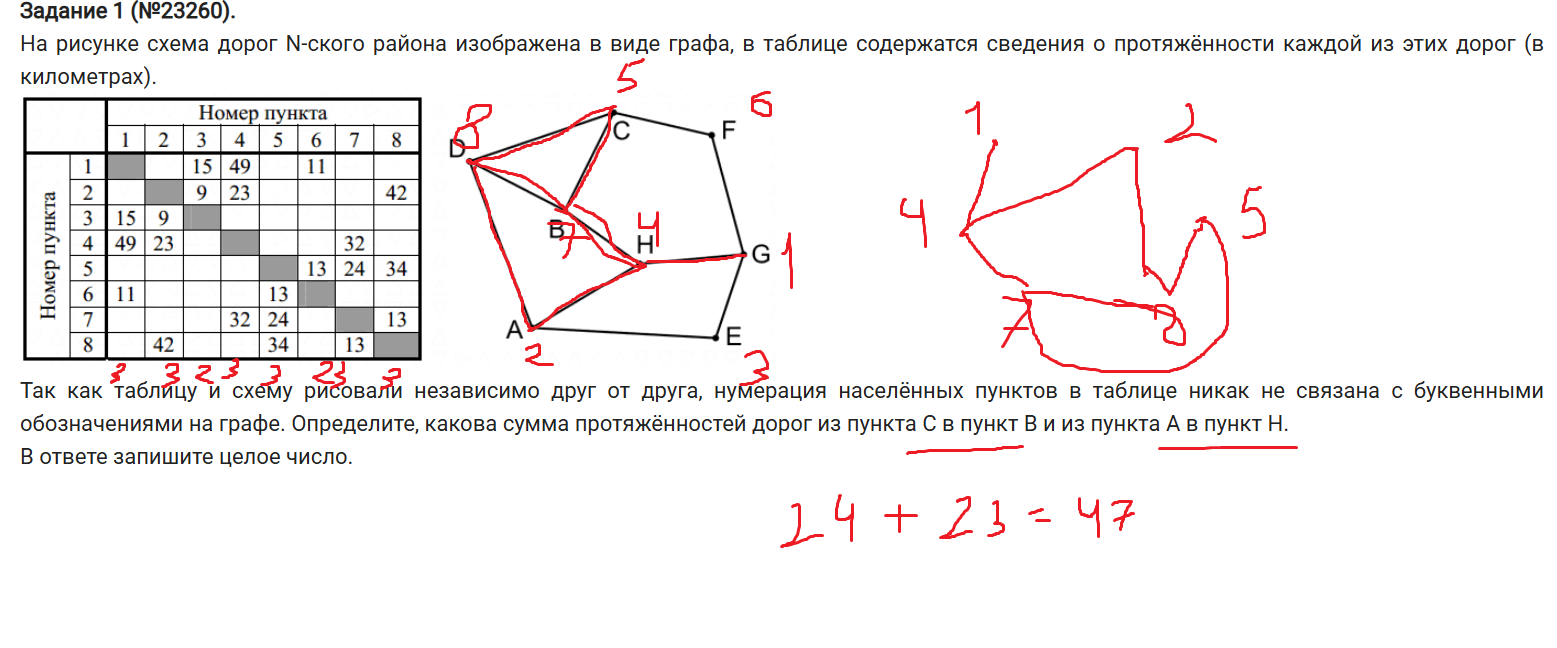 Задание 1 (№23260).
На рисунке схема дорог N-ского района изображена в виде графа, в таблице содержатся сведения о протяжённости каждой из этих дорог (в
километрах).
Номер пункта
1 2 3 4 5 6 7 8
Номер пункта
1 15 49 11
2 9 23 42
3 15 9
4 49 23 32
5 13 24 34
6 11 13
7 32 24 13
8 42 34 13
3 3 2 3 3 2 3 3
5
C
F 6
8
D
B 7
H 4
G 1
A 2
E 3
1 2
4 5
7 8
Так как таблицу и схему рисовали независимо друг от друга, нумерация населённых пунктов в таблице никак не связана с буквенными
обозначениями на графе. Определите, какова сумма протяжённостей дорог из пункта C в пункт B и из пункта A в пункт H.
В ответе запишите целое число.
24 + 23 = 47